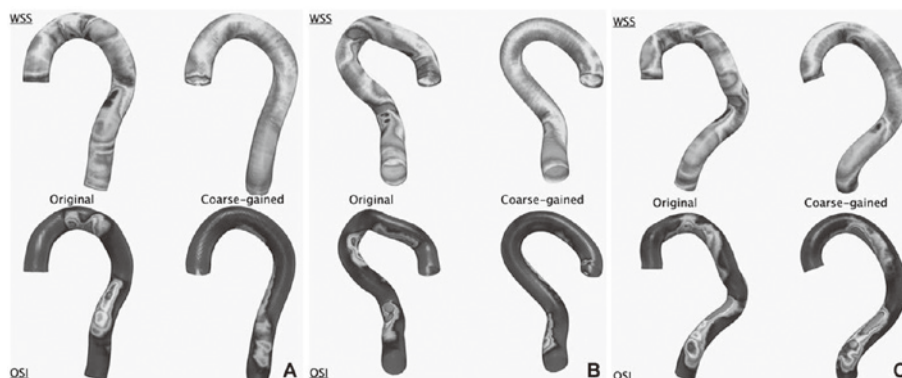 WSS
WSS
WSS
Original
Coarse-gained
Original
Coarse-gained
Original
Coarse-gained
OSI
A
OSI
B
OSI
C